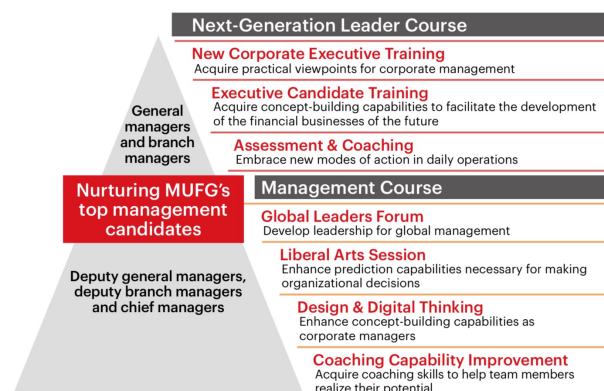 Next-Generation Leader Course
New Corporate Executive Training
Acquire practical viewpoints for corporate management
Executive Candidate Training
Acquire concept-building capabilities to facilitate the development
of the financial businesses of the future
Assessment & Coaching
Embrace new modes of action in daily operations
General
managers
and branch
managers
Nurturing MUFG's
top management
candidates
Management Course
Global Leaders Forum
Develop leadership for global management
Liberal Arts Session
Enhance prediction capabilities necessary for making
organizational decisions
Design & Digital Thinking
Enhance concept-building capabilities as
corporate managers
Coaching Capability Improvement
Acquire coaching skills to help team members
realize their potential
Deputy general managers,
deputy branch managers
and chief managers